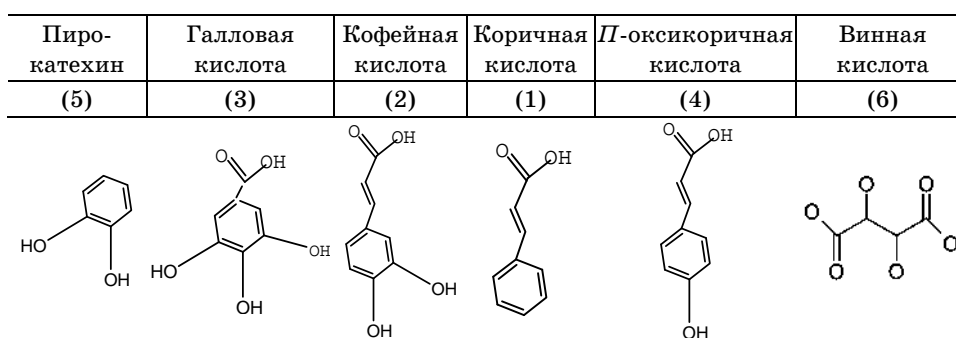 Пиро- Галловая Кофейная Коричная П-оксикоричная Винная
катехин кислота кислота кислота кислота кислота
(5) (3) (2) (1) (4) (6)
O OH
O OH
O OH
O OH
O O
HO
O O
OH
HO OH
O O
OH
HO
OH
OH
OH
OH